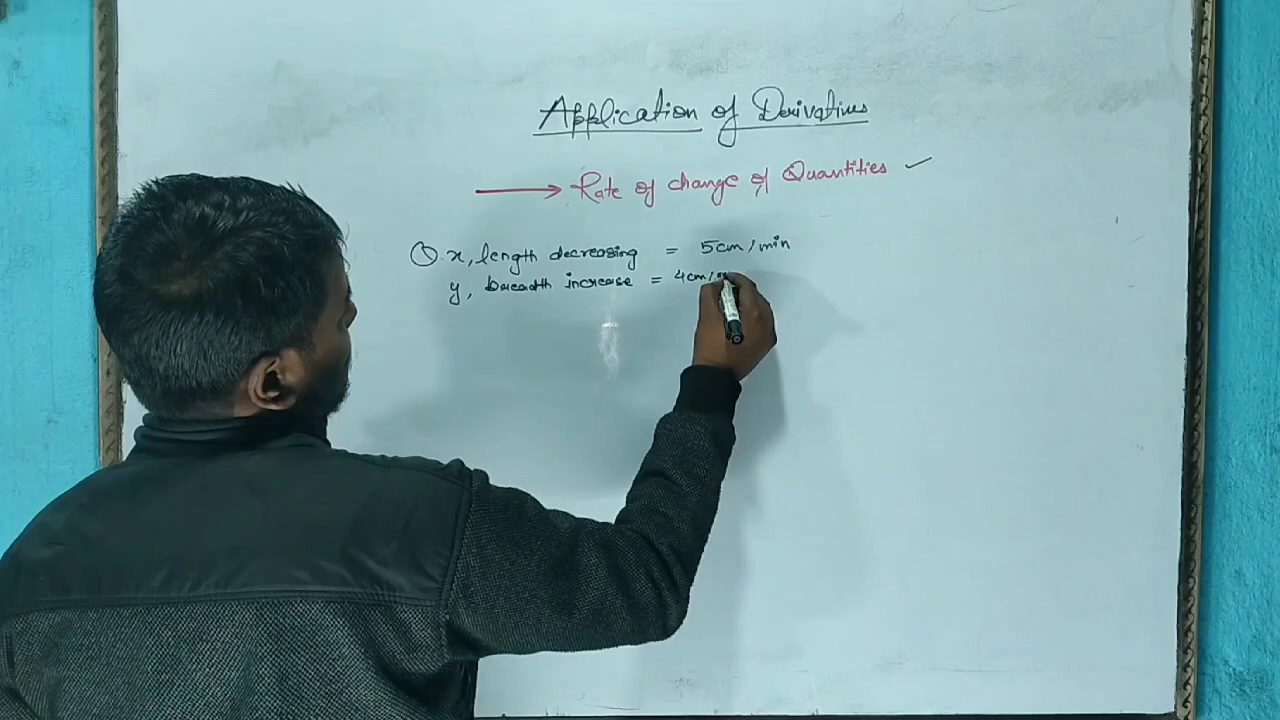 Application of Derivatives
→ Rate of change of Quantities ✓
Q x, length decreasing = 5cm/min
y, breadth increase = 4cm/